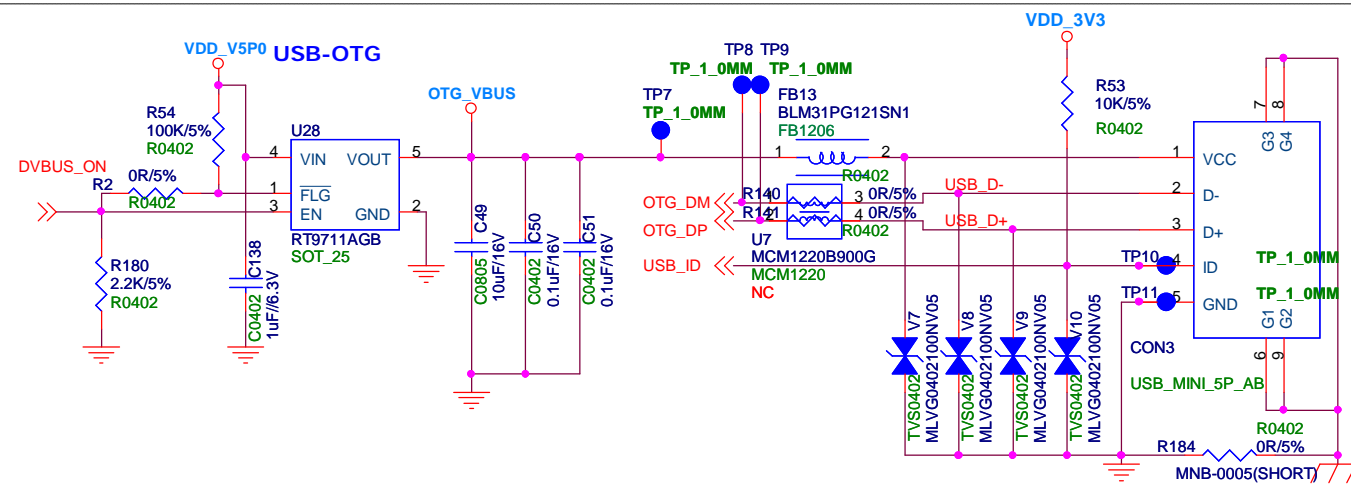 USB-OTG
VDD_V5P0
R54
100K/5%
R0402
DVBUS_ON
R2
0R/5%
R0402
R180
2.2K/5%
R0402
U28
4
VIN
VOUT
5
1
FLG
3
EN
GND
2
RT9711AGB
SOT_25
C138
C0402
1uF/6.3V
OTG_VBUS
C49
C0805
10uF/16V
C50
C0402
0.1uF/16V
C51
C0402
0.1uF/16V
TP7
TP_1_0MM
TP8
TP_1_0MM
TP9
TP_1_0MM
FB13
BLM31PG121SN1
FB1206
1
2
R0402
OTG_DM
R140
1
3
0R/5%
USB_D-
OTG_DP
R141
2
4
0R/5%
USB_D+
R0402
U7
MCM1220B900G
MCM1220
NC
USB_ID
VDD_3V3
R53
10K/5%
R0402
V7
TVS0402
MLVG0402100NV05
V8
TVS0402
MLVG0402100NV05
V9
TVS0402
MLVG0402100NV05
V10
TVS0402
MLVG0402100NV05
7
8
G3
G4
1
VCC
2
D-
3
D+
TP10
4
ID
TP_1_0MM
TP11
5
GND
TP_1_0MM
G1
G2
6
9
CON3
USB_MINI_5P_AB
R184
R0402
0R/5%
MNB-0005(SHORT)